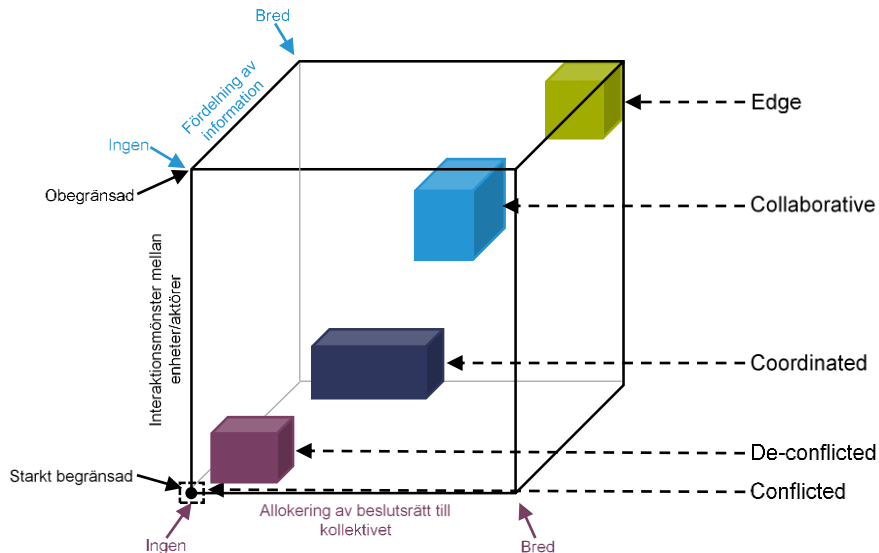 Bred
Fördelning av
information
Ingen
Obegränsad
Interaktionsmönster mellan
enheter/aktörer
Starkt begränsad
Ingen
Allokering av beslutsrätt till
kollektivet
Bred
Edge
Collaborative
Coordinated
De-conflicted
Conflicted